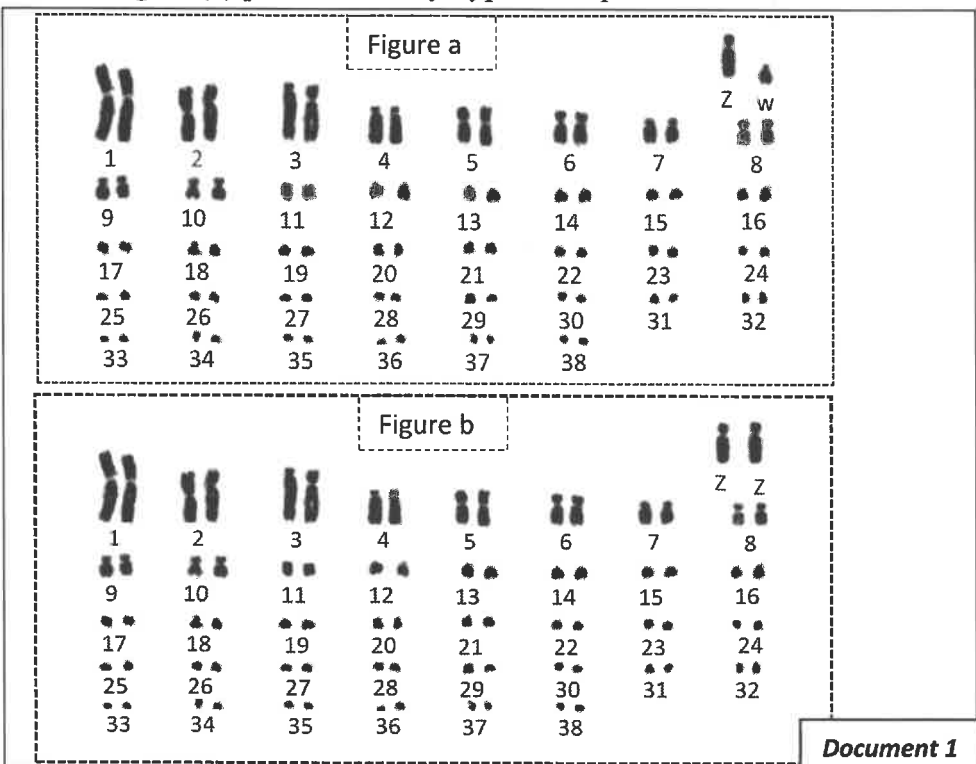 Figure a
Z w
1 2 3 4 5 6 7 8
9 10 11 12 13 14 15 16
17 18 19 20 21 22 23 24
25 26 27 28 29 30 31 32
33 34 35 36 37 38
Figure b
Z Z
1 2 3 4 5 6 7 8
9 10 11 12 13 14 15 16
17 18 19 20 21 22 23 24
25 26 27 28 29 30 31 32
33 34 35 36 37 38
Document 1